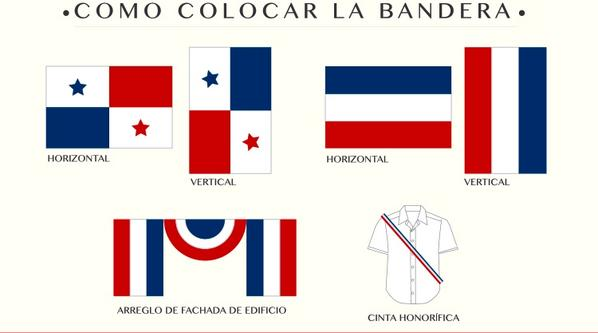 •COMO COLOCAR LA BANDERA•
HORIZONTAL
VERTICAL
HORIZONTAL
VERTICAL
ARREGLO DE FACHADA DE EDIFICIO
CINTA HONORÍFICA